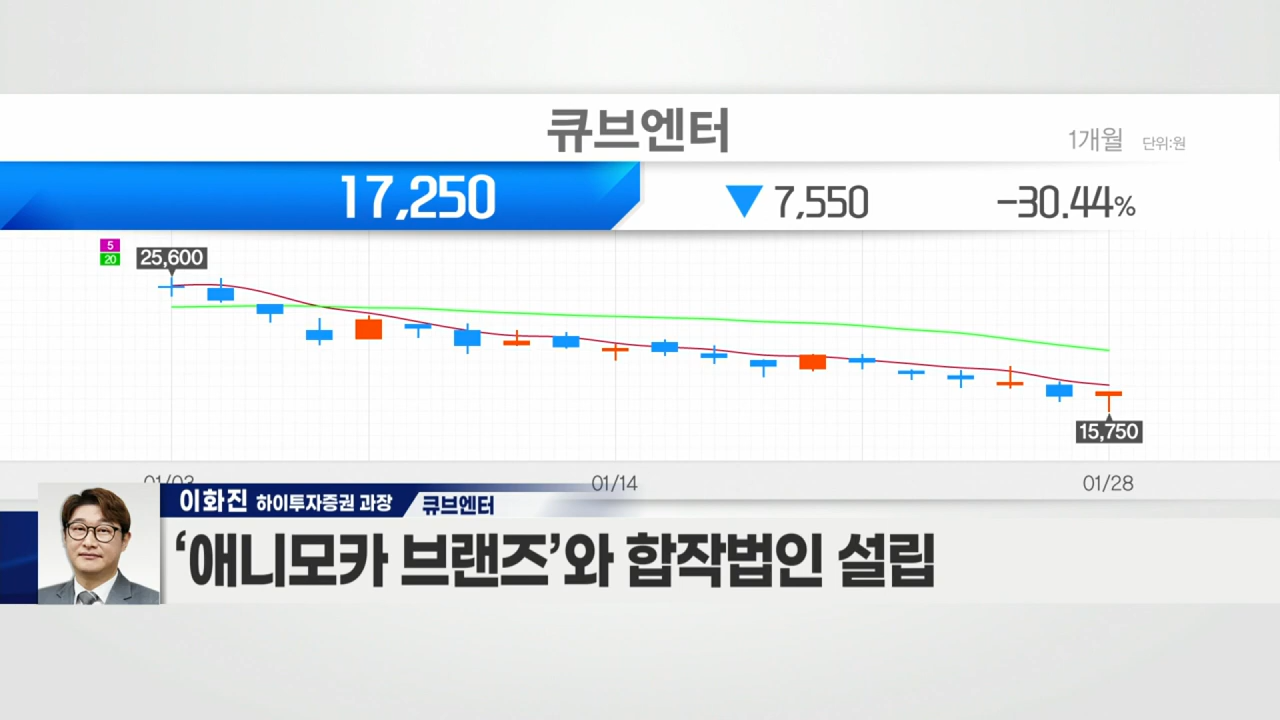 큐브엔터
1개월 단위:원
17,250 ▼ 7,550 -30.44%
5
20
25,600
15,750
01/03 01/14 01/28
이화진 하이투자증권 과장 큐브엔터
‘애니모카 브랜즈’와 합작법인 설립